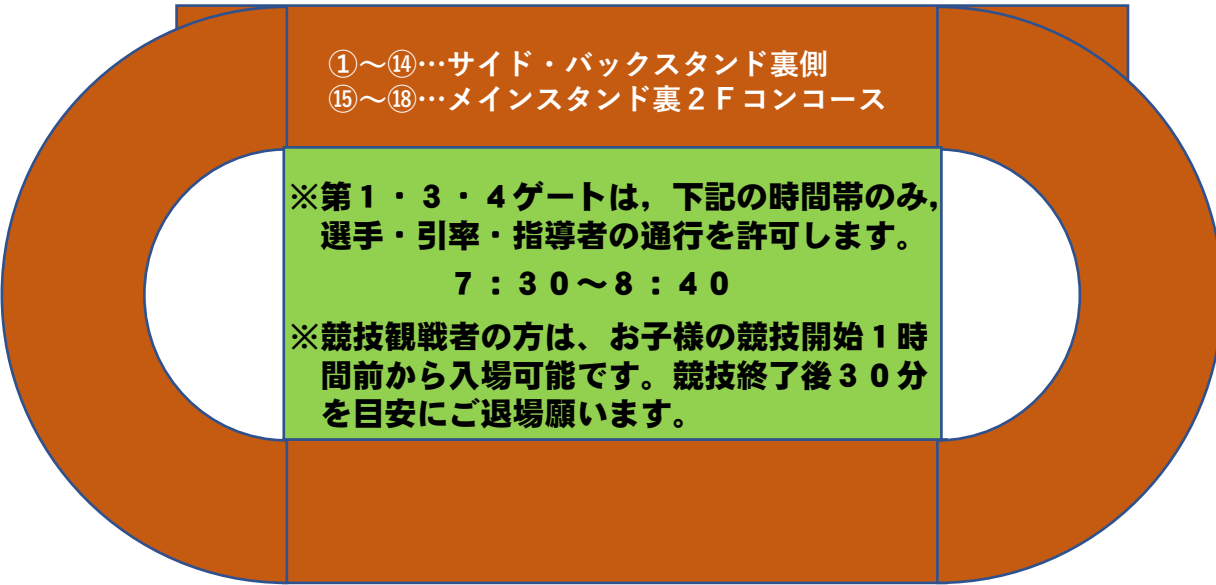 ①～⑭…サイド・バックスタンド裏側
⑮～⑱…メインスタンド裏２Ｆコンコース
※第１・３・４ゲートは，下記の時間帯のみ，
選手・引率・指導者の通行を許可します。
７：３０～８：４０
※競技観戦者の方は、お子様の競技開始１時
間前から入場可能です。競技終了後３０分
を目安にご退場願います。